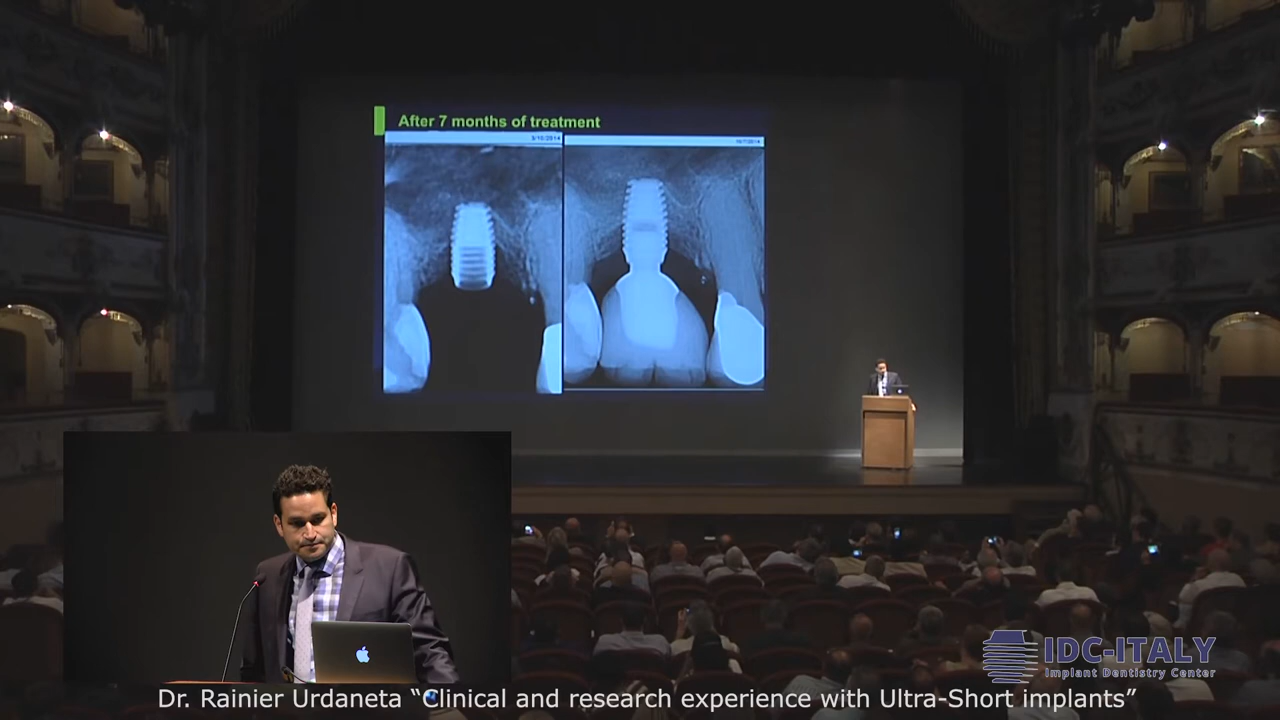 After 7 months of treatment
IDC-ITALY
Implant Dentistry Center
Dr. Rainier Urdaneta “Clinical and research experience with Ultra-Short implants”